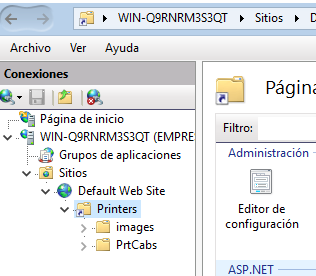 WIN-Q9RNRM3S3QT
Sitios
D
Archivo Ver Ayuda
Conexiones
Página de inicio
WIN-Q9RNRM3S3QT (EMPRE
Grupos de aplicaciones
Sitios
Default Web Site
Printers
images
PrtCabs
Págin
Filtro:
Administración
Editor de
configuración
ASP.NET